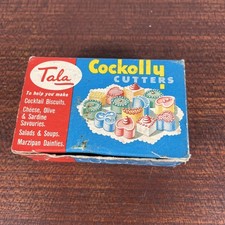 Tala
To help you make
Cocktail Biscuits,
Cheese, Olive
& Sardine
Savouries.
Salads & Soups.
Marzipan Dainties.
Cockolly
CUTTERS